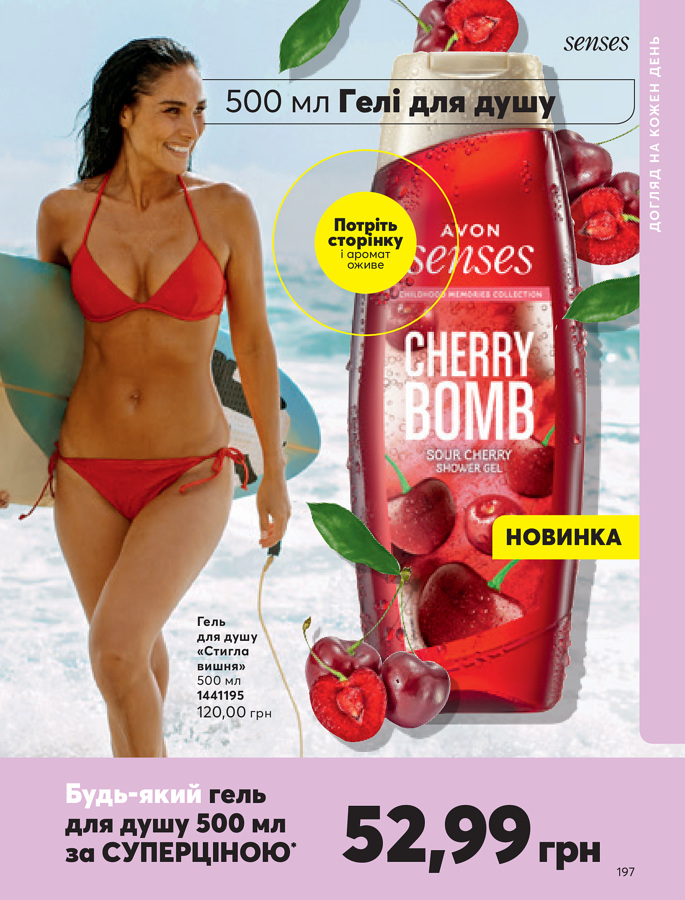 senses
500 мл Гелі для душу
ДОГЛЯД НА КОЖЕН ДЕНЬ
Потріть
сторінку
і аромат
оживе
AVON
senses
CHILDHOOD MEMORIES COLLECTION
CHERRY
BOMB
SOUR CHERRY
SHOWER GEL
НОВИНКА
Гель
для душу
«Стигла
вишня»
500 мл
1441195
120,00 грн
Будь-який гель
для душу 500 мл
за СУПЕРЦІНОЮ*
52,99 грн
197